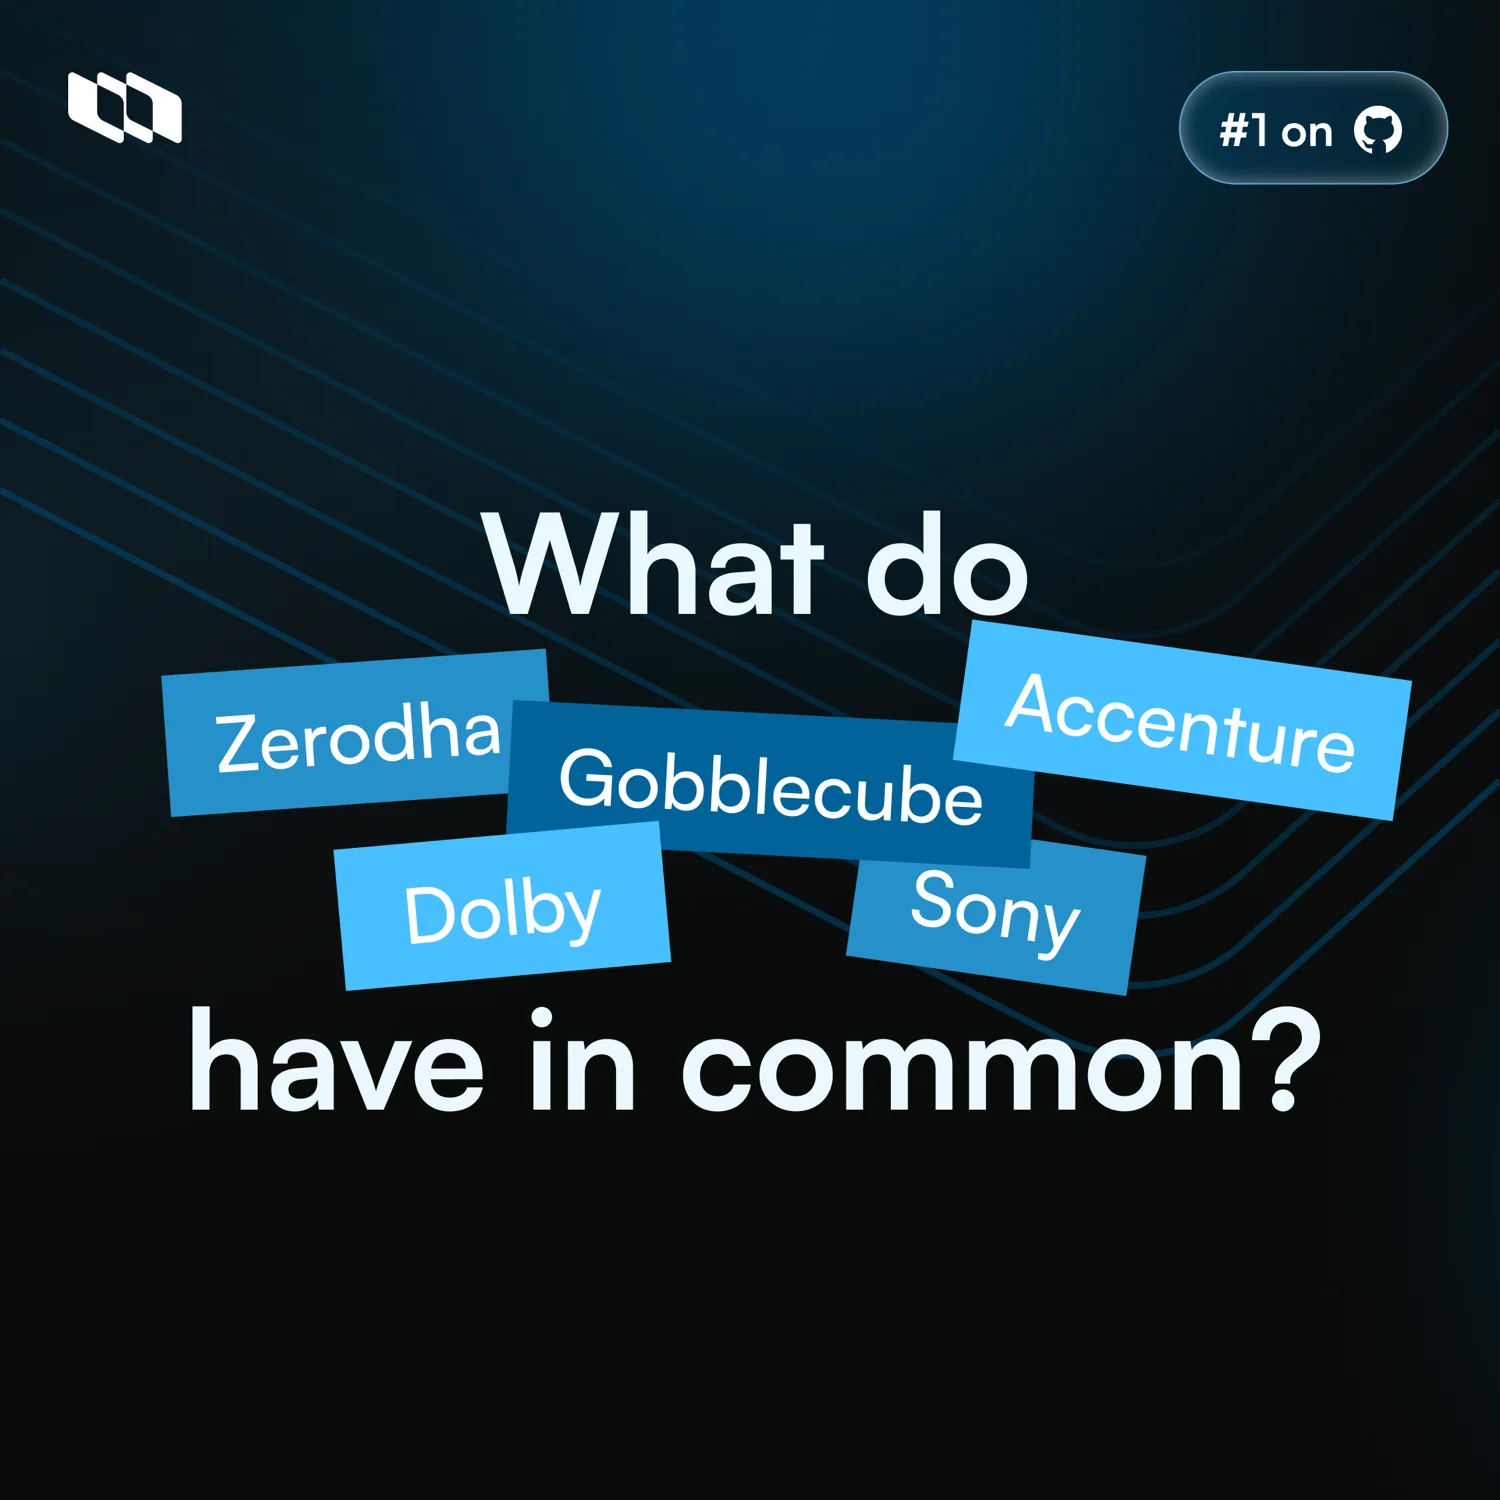 #1 on
What do
Zerodha
Gobblecube
Accenture
Dolby
Sony
have in common?